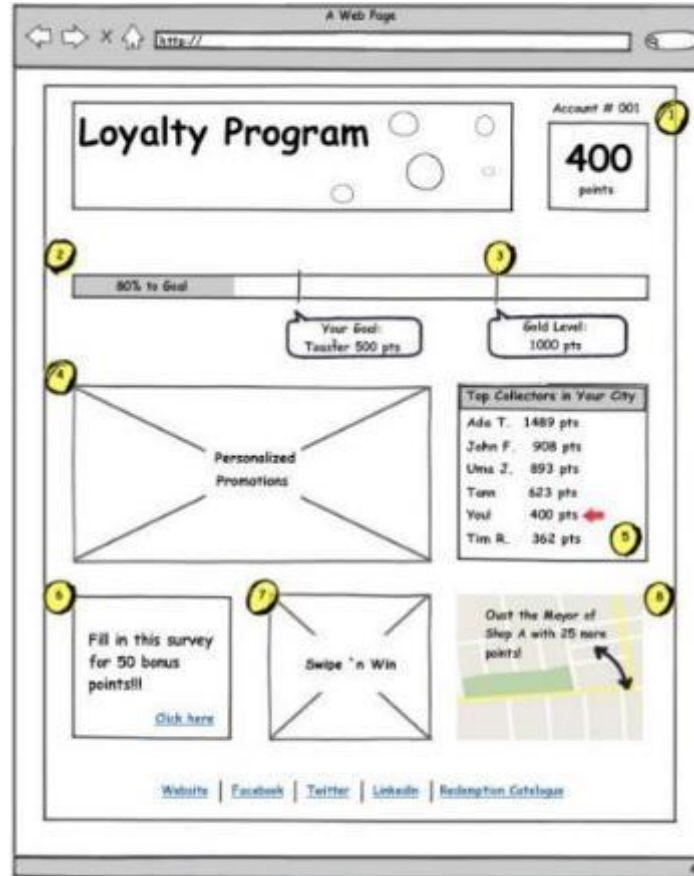 A Web Page
http://
Loyalty Program
Account # 001
1
400
points
2
3
80% to Goal
Your Goal:
Toaster 500 pts
Gold Level:
1000 pts
4
Personalized
Promotions
Top Collectors in Your City
Ada T. 1489 pts
John F. 908 pts
Uma J. 893 pts
623 pts
You! 400 pts
Tim R. 362 pts
5
6
Fill in this survey
for 50 bonus
points!!!
Click here
7
Swipe 'n Win
8
Oust the Mayor of
Shop A with 25 more
points!
Website | Facebook | Twitter | LinkedIn | Redemption Catalogue